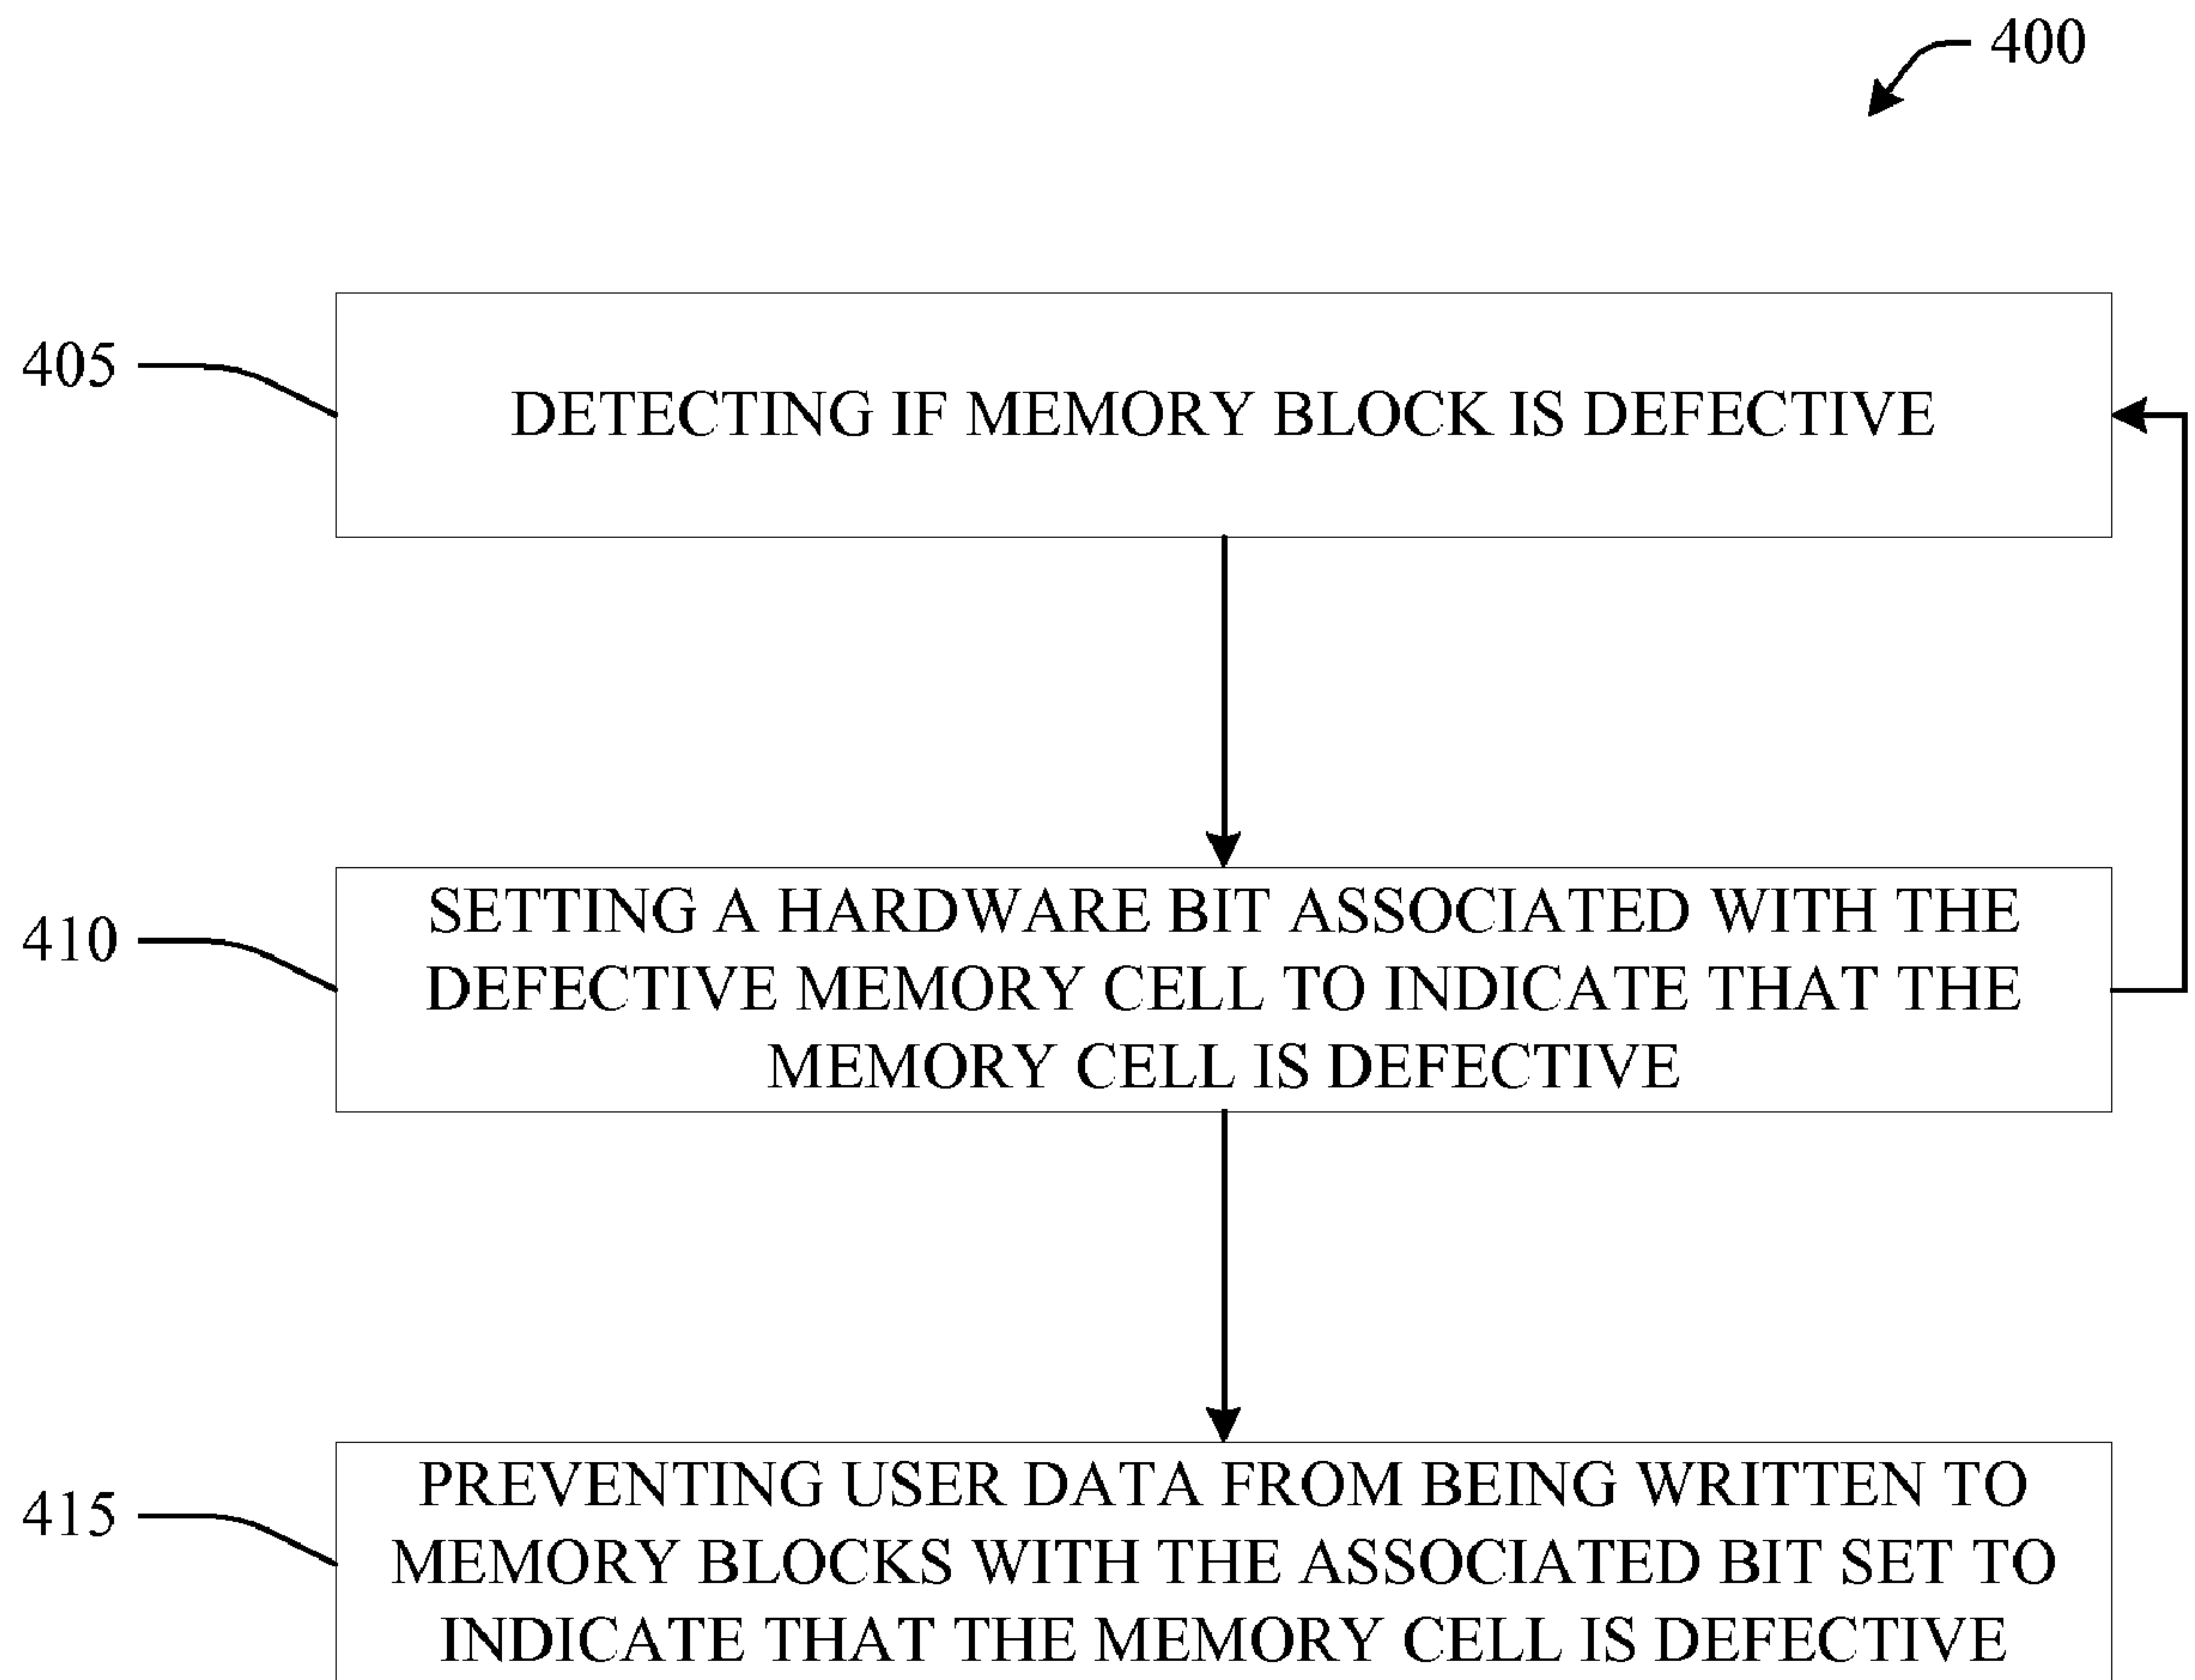 400
405
DETECTING IF MEMORY BLOCK IS DEFECTIVE
410
SETTING A HARDWARE BIT ASSOCIATED WITH THE
DEFECTIVE MEMORY CELL TO INDICATE THAT THE
MEMORY CELL IS DEFECTIVE
415
PREVENTING USER DATA FROM BEING WRITTEN TO
MEMORY BLOCKS WITH THE ASSOCIATED BIT SET TO
INDICATE THAT THE MEMORY CELL IS DEFECTIVE